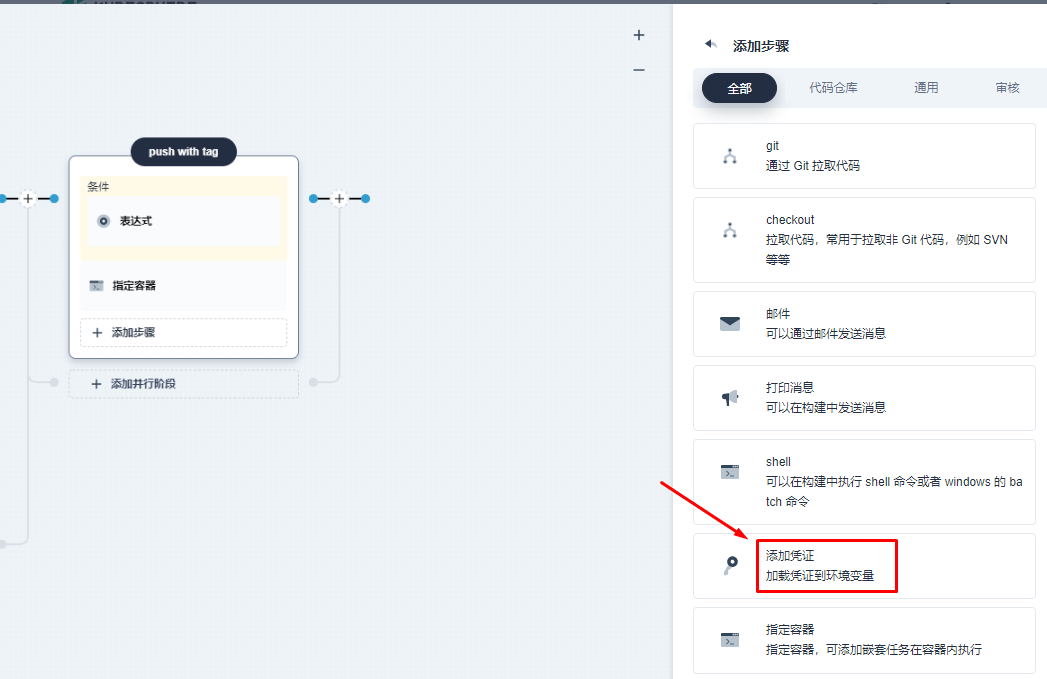 添加步骤
全部
代码仓库
通用
审核
push with tag
条件
表达式
指定容器
添加步骤
添加并行阶段
git
通过 Git 拉取代码
checkout
拉取代码，常用于拉取非 Git 代码，例如 SVN
等等
邮件
可以通过邮件发送消息
打印消息
可以在构建中发送消息
shell
可以在构建中执行 shell 命令或者 windows 的 ba
tch 命令
添加凭证
加载凭证到环境变量
指定容器
指定容器，可添加嵌套任务在容器内执行